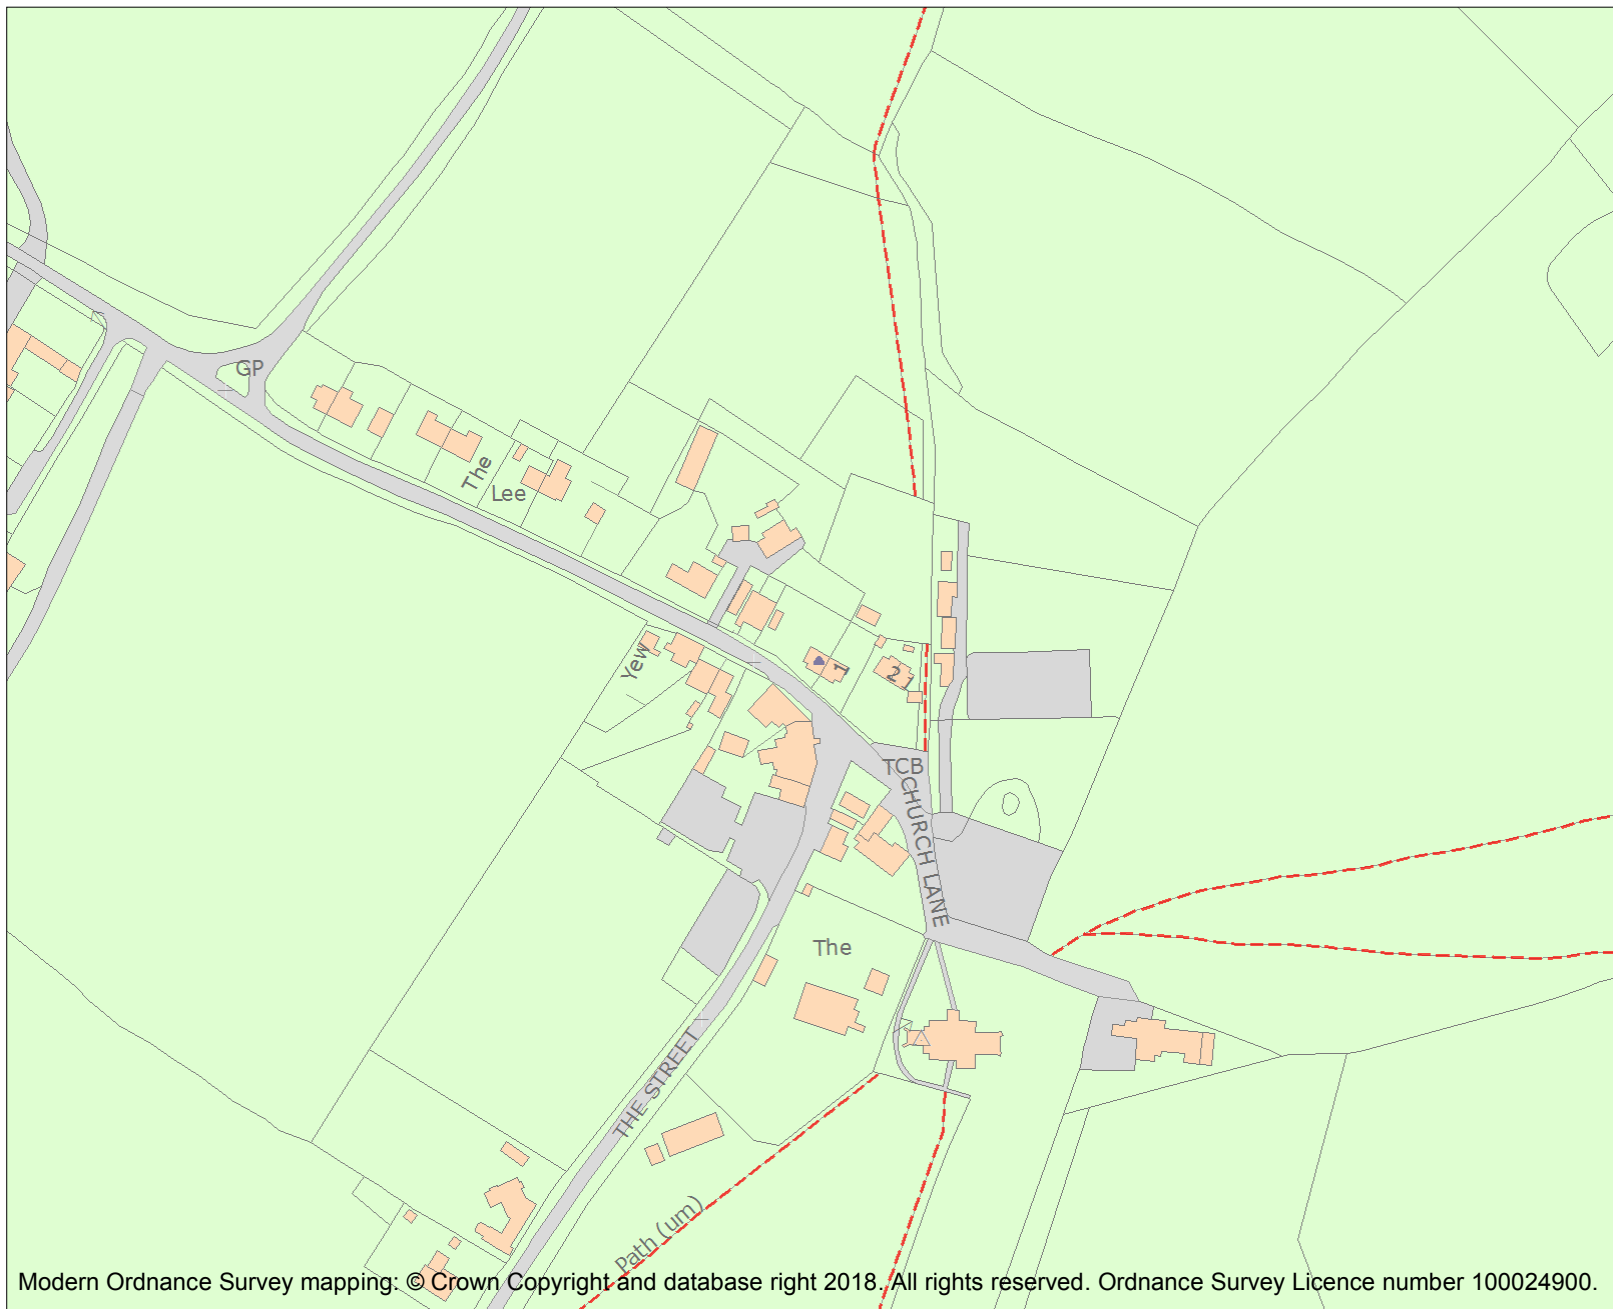 GP
The
Lee
Yew
1
21
TCB
CHURCH LANE
The
THE STREET
Path (um)
Modern Ordnance Survey mapping: © Crown Copyright and database right 2018. All rights reserved. Ordnance Survey Licence number 100024900.